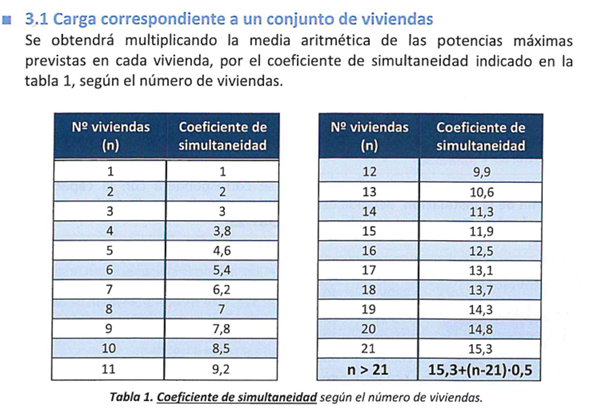 3.1 Carga correspondiente a un conjunto de viviendas
Se obtendrá multiplicando la media aritmética de las potencias máximas
previstas en cada vivienda, por el coeficiente de simultaneidad indicado en la
tabla 1, según el número de viviendas.
Nº viviendas (n) Coeficiente de simultaneidad
1 1
2 2
3 3
4 3,8
5 4,6
6 5,4
7 6,2
8 7
9 7,8
10 8,5
11 9,2
Nº viviendas (n) Coeficiente de simultaneidad
12 9,9
13 10,6
14 11,3
15 11,9
16 12,5
17 13,1
18 13,7
19 14,3
20 14,8
21 15,3
n > 21 15,3+(n-21)·0,5
Tabla 1. Coeficiente de simultaneidad según el número de viviendas.